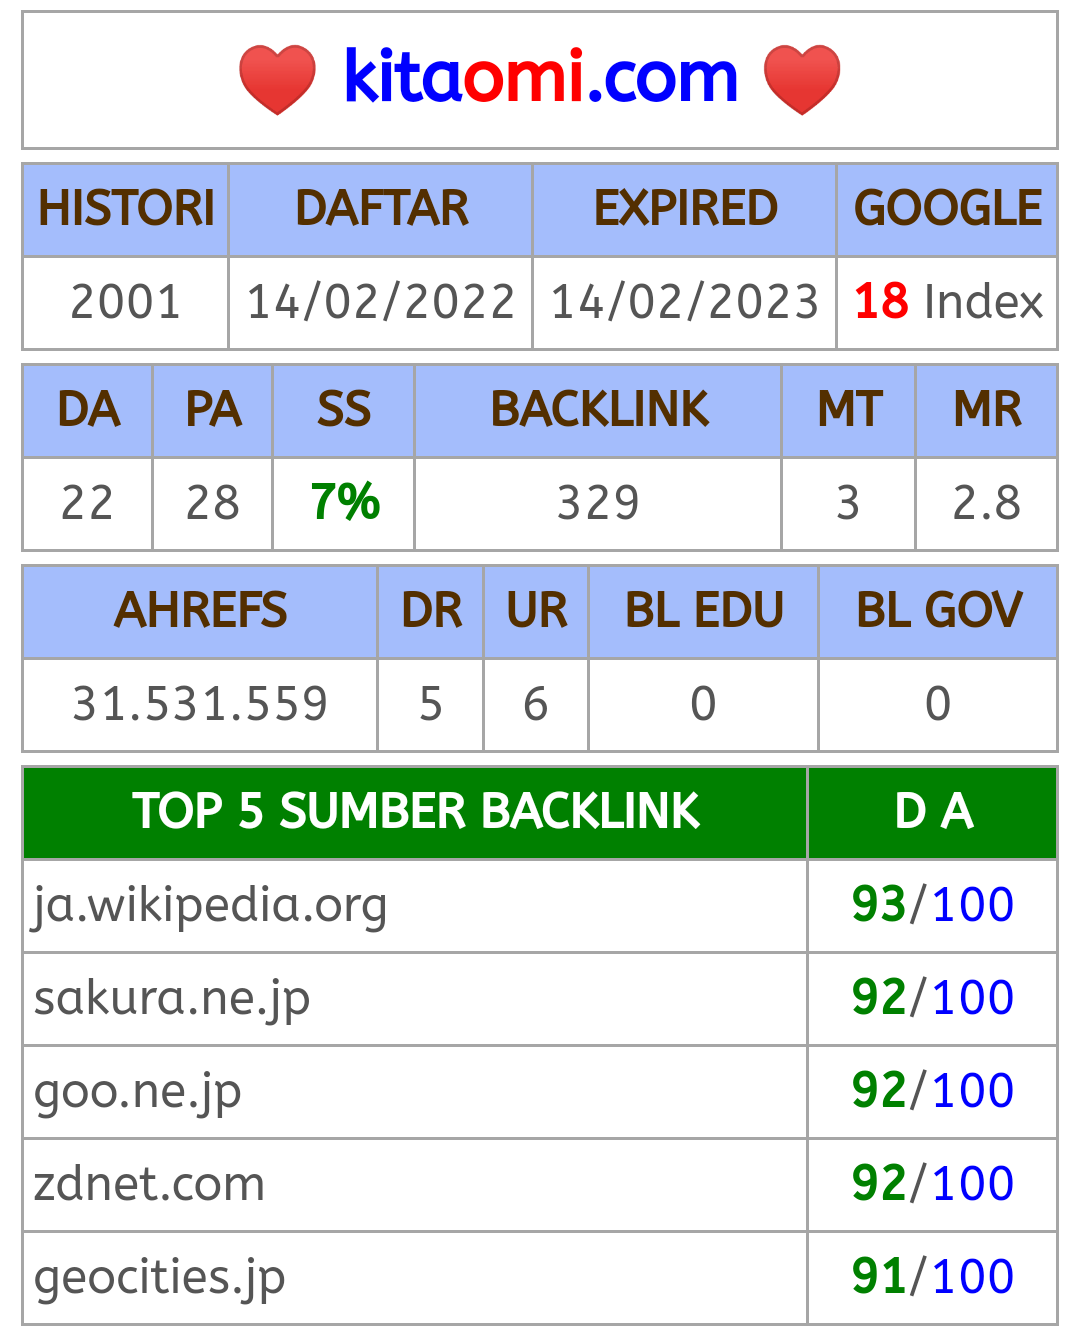 kitaomi.com
HISTORI DAFTAR EXPIRED GOOGLE
2001 14/02/2022 14/02/2023 18 Index
DA PA SS BACKLINK MT MR
22 28 7% 329 3 2.8
AHREFS DR UR BL EDU BL GOV
31.531.559 5 6 0 0
TOP 5 SUMBER BACKLINK D A
ja.wikipedia.org 93/100
sakura.ne.jp 92/100
goo.ne.jp 92/100
zdnet.com 92/100
geocities.jp 91/100